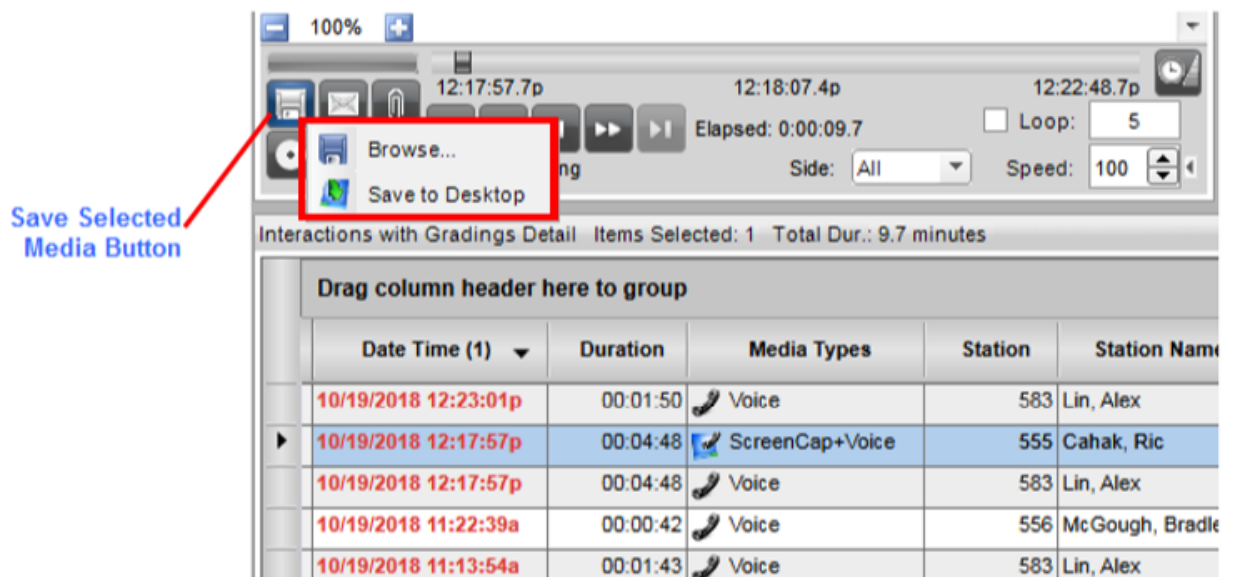 100%
12:17:57.7p 12:18:07.4p 12:22:48.7p
Elapsed: 0:00:09.7 Loop: 5
Browse...
ng Side: All Speed: 100
Save to Desktop
Save Selected
Media Button
Interactions with Gradings Detail Items Selected: 1 Total Dur.: 9.7 minutes
Drag column header here to group
Date Time (1) Duration Media Types Station Station Name
10/19/2018 12:23:01p 00:01:50 Voice 583 Lin, Alex
10/19/2018 12:17:57p 00:04:48 ScreenCap+Voice 555 Cahak, Ric
10/19/2018 12:17:57p 00:04:48 Voice 583 Lin, Alex
10/19/2018 11:22:39a 00:00:42 Voice 556 McGough, Bradle
10/19/2018 11:13:54a 00:01:43 Voice 583 Lin, Alex